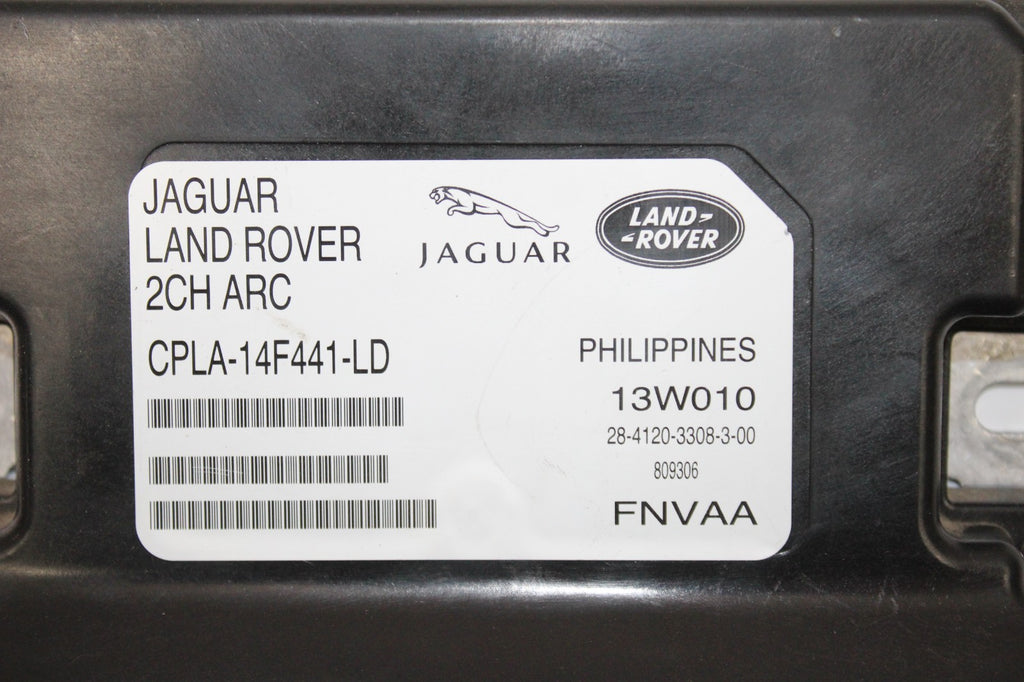 JAGUAR
LAND ROVER
2CH ARC
JAGUAR
LAND-
-ROVER
CPLA-14F441-LD
PHILIPPINES
13W010
28-4120-3308-3-00
809306
FNVAA